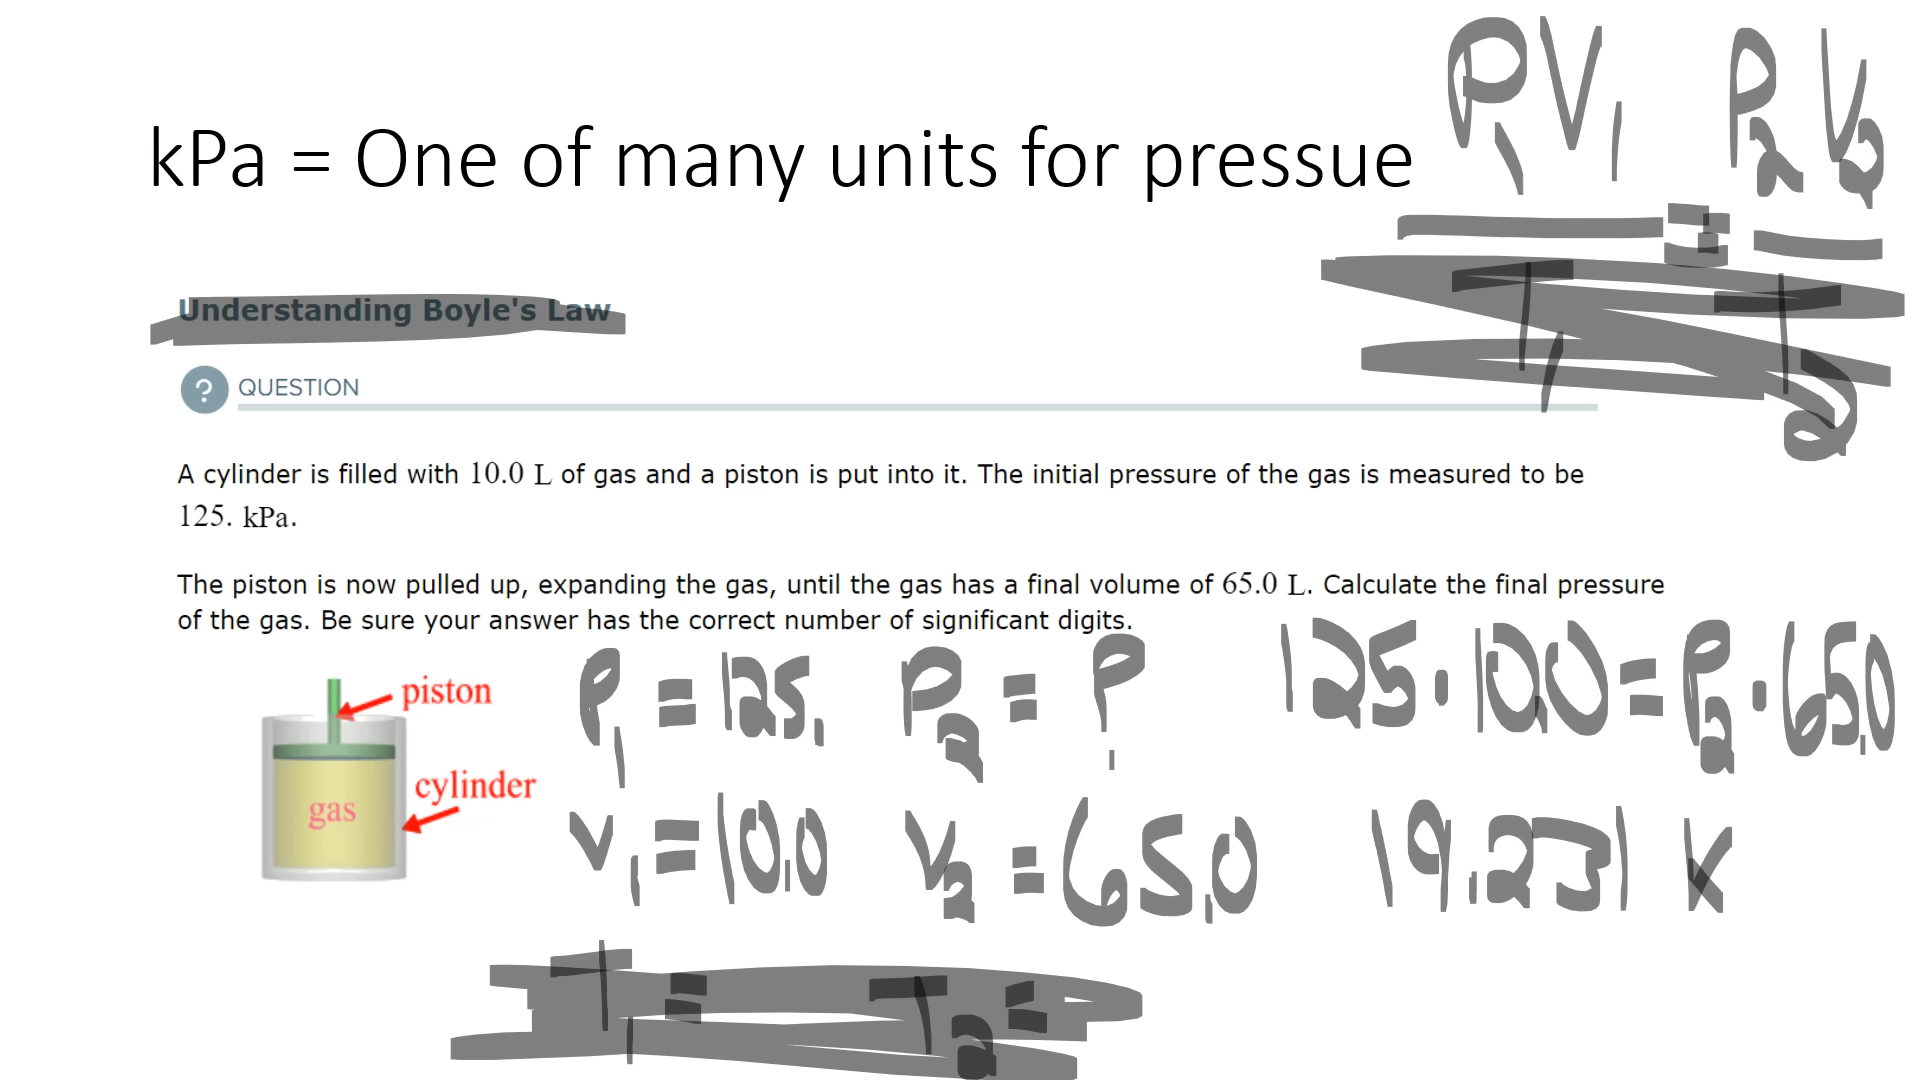 kPa = One of many units for pressue
P₁V₁ = P₂V₂
T₁ T₂
Understanding Boyle's Law
? QUESTION
A cylinder is filled with 10.0 L of gas and a piston is put into it. The initial pressure of the gas is measured to be
125. kPa.
The piston is now pulled up, expanding the gas, until the gas has a final volume of 65.0 L. Calculate the final pressure
of the gas. Be sure your answer has the correct number of significant digits.
piston
cylinder
gas
P₁ = 125. P₂ = ?
V₁ = 10.0 V₂ = 65.0
T₁ = T₂ =
125 · 10.0 = P₂ · 65.0
19.231 K